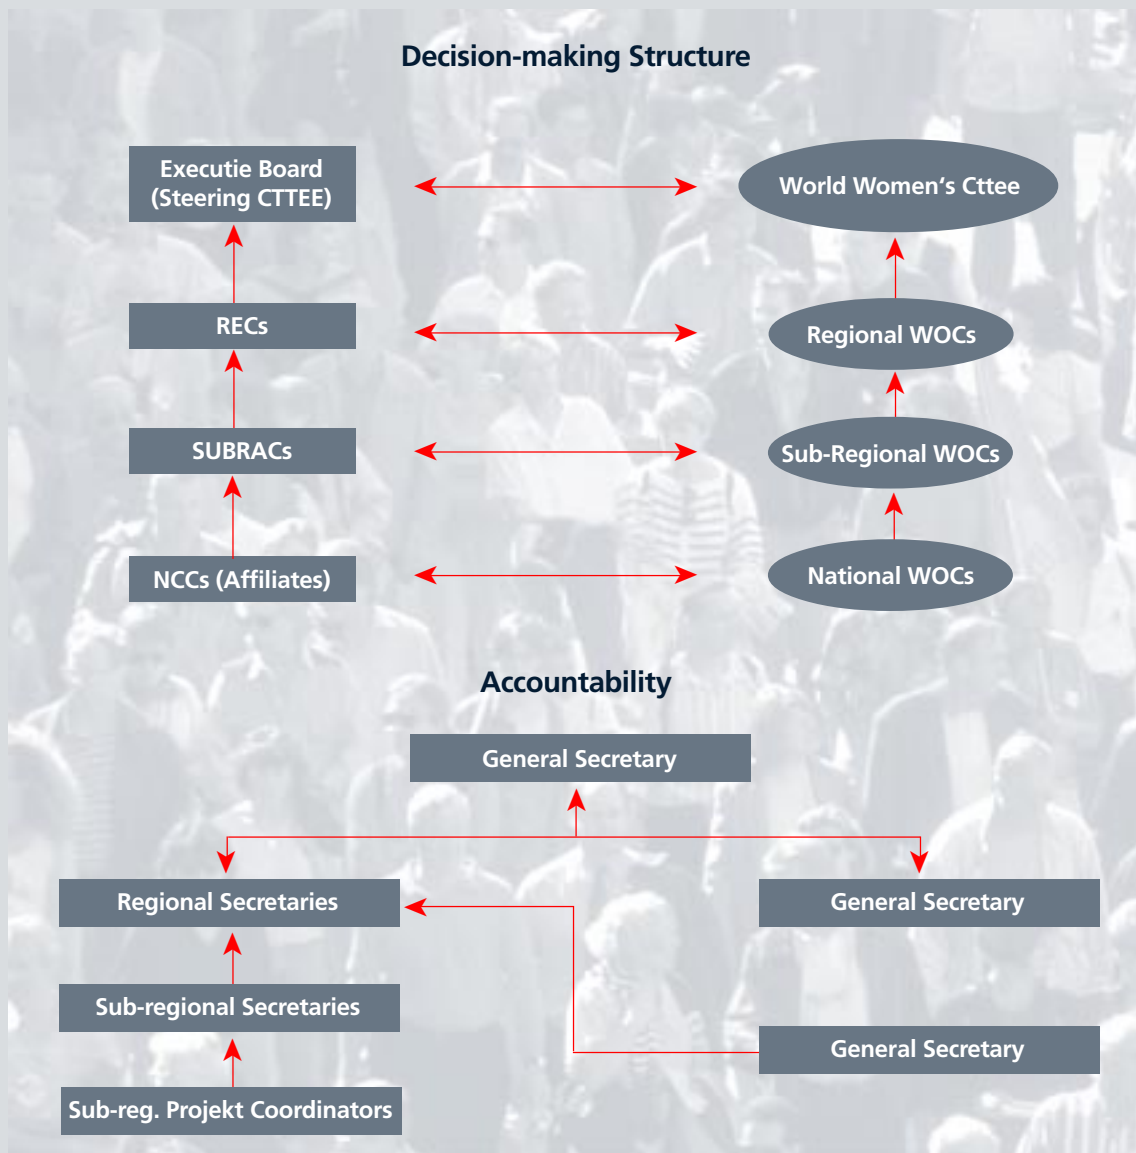 Decision-making Structure
Executie Board
(Steering CTTEE)
World Women‘s Cttee
RECs
Regional WOCs
SUBRACs
Sub-Regional WOCs
NCCs (Affiliates)
National WOCs
Accountability
General Secretary
Regional Secretaries
General Secretary
Sub-regional Secretaries
General Secretary
Sub-reg. Projekt Coordinators